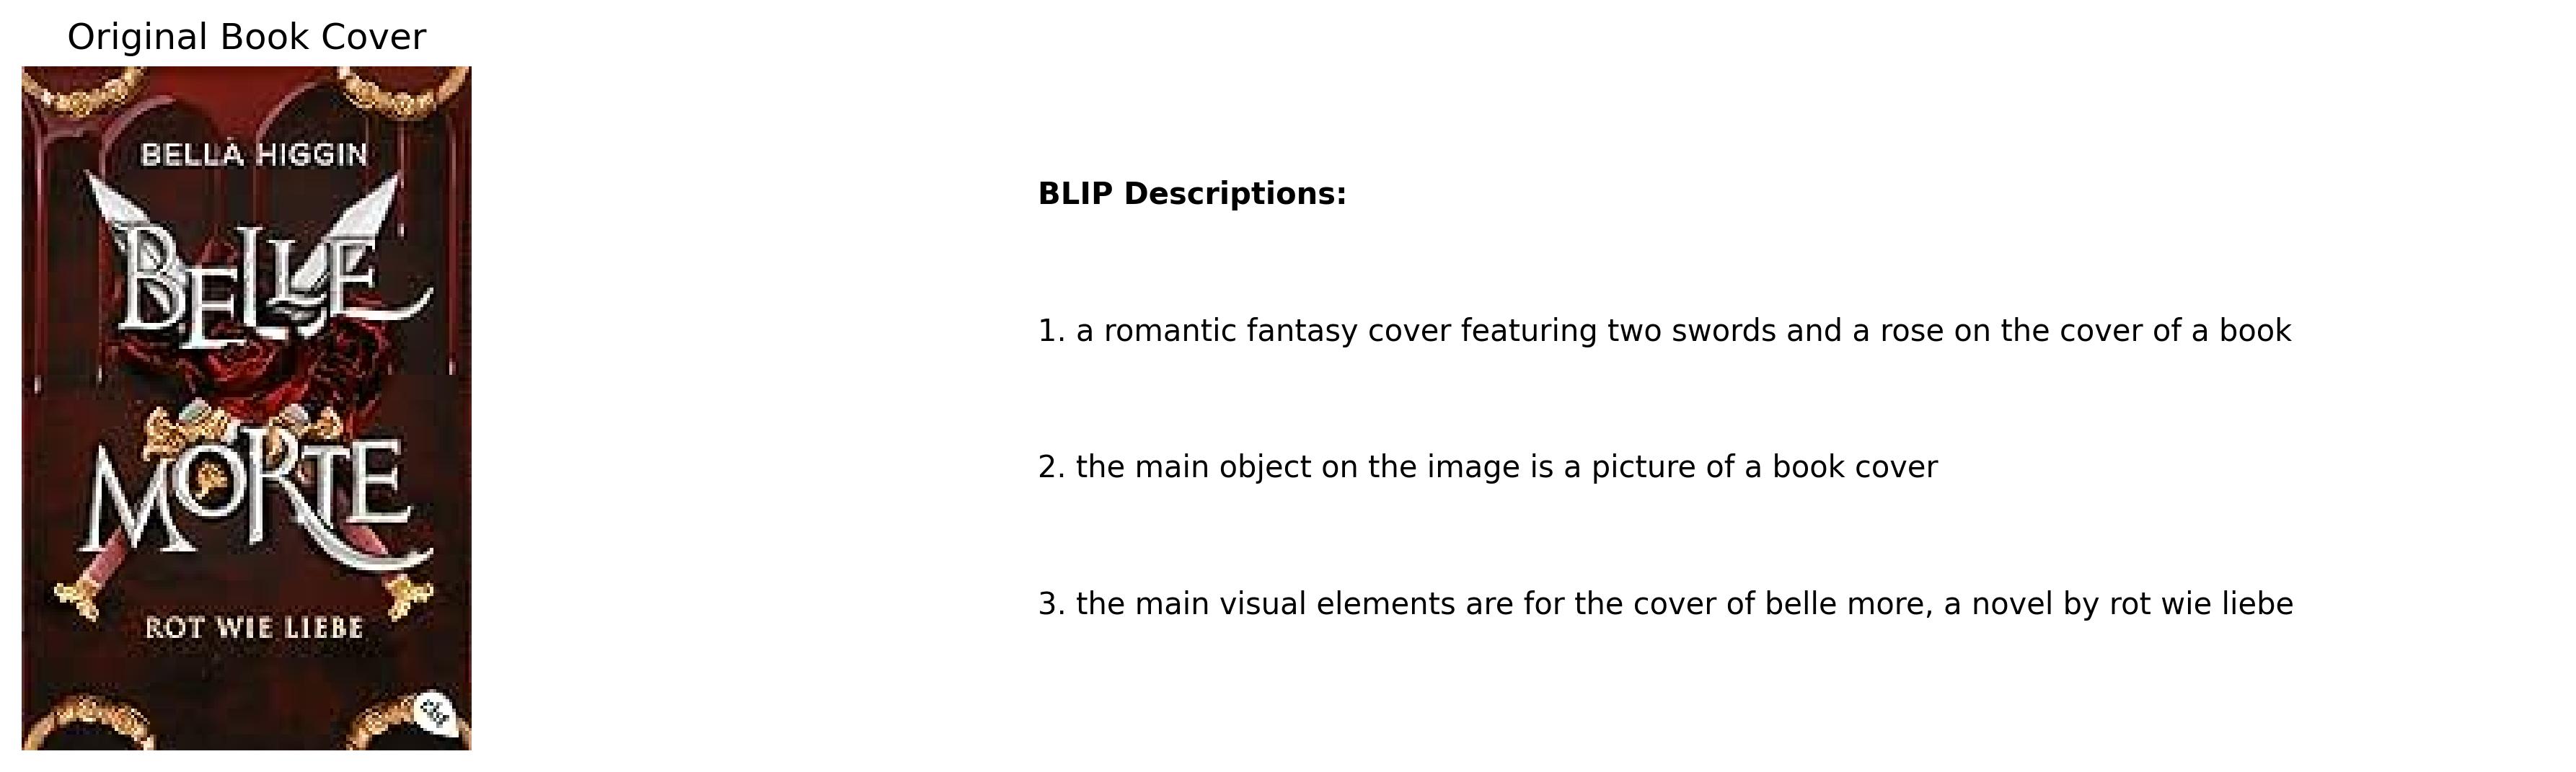 Original Book Cover
BELLA HIGGIN
BELLE
MORTE
ROT WIE LIEBE
BLIP Descriptions:
1. a romantic fantasy cover featuring two swords and a rose on the cover of a book
2. the main object on the image is a picture of a book cover
3. the main visual elements are for the cover of belle more, a novel by rot wie liebe